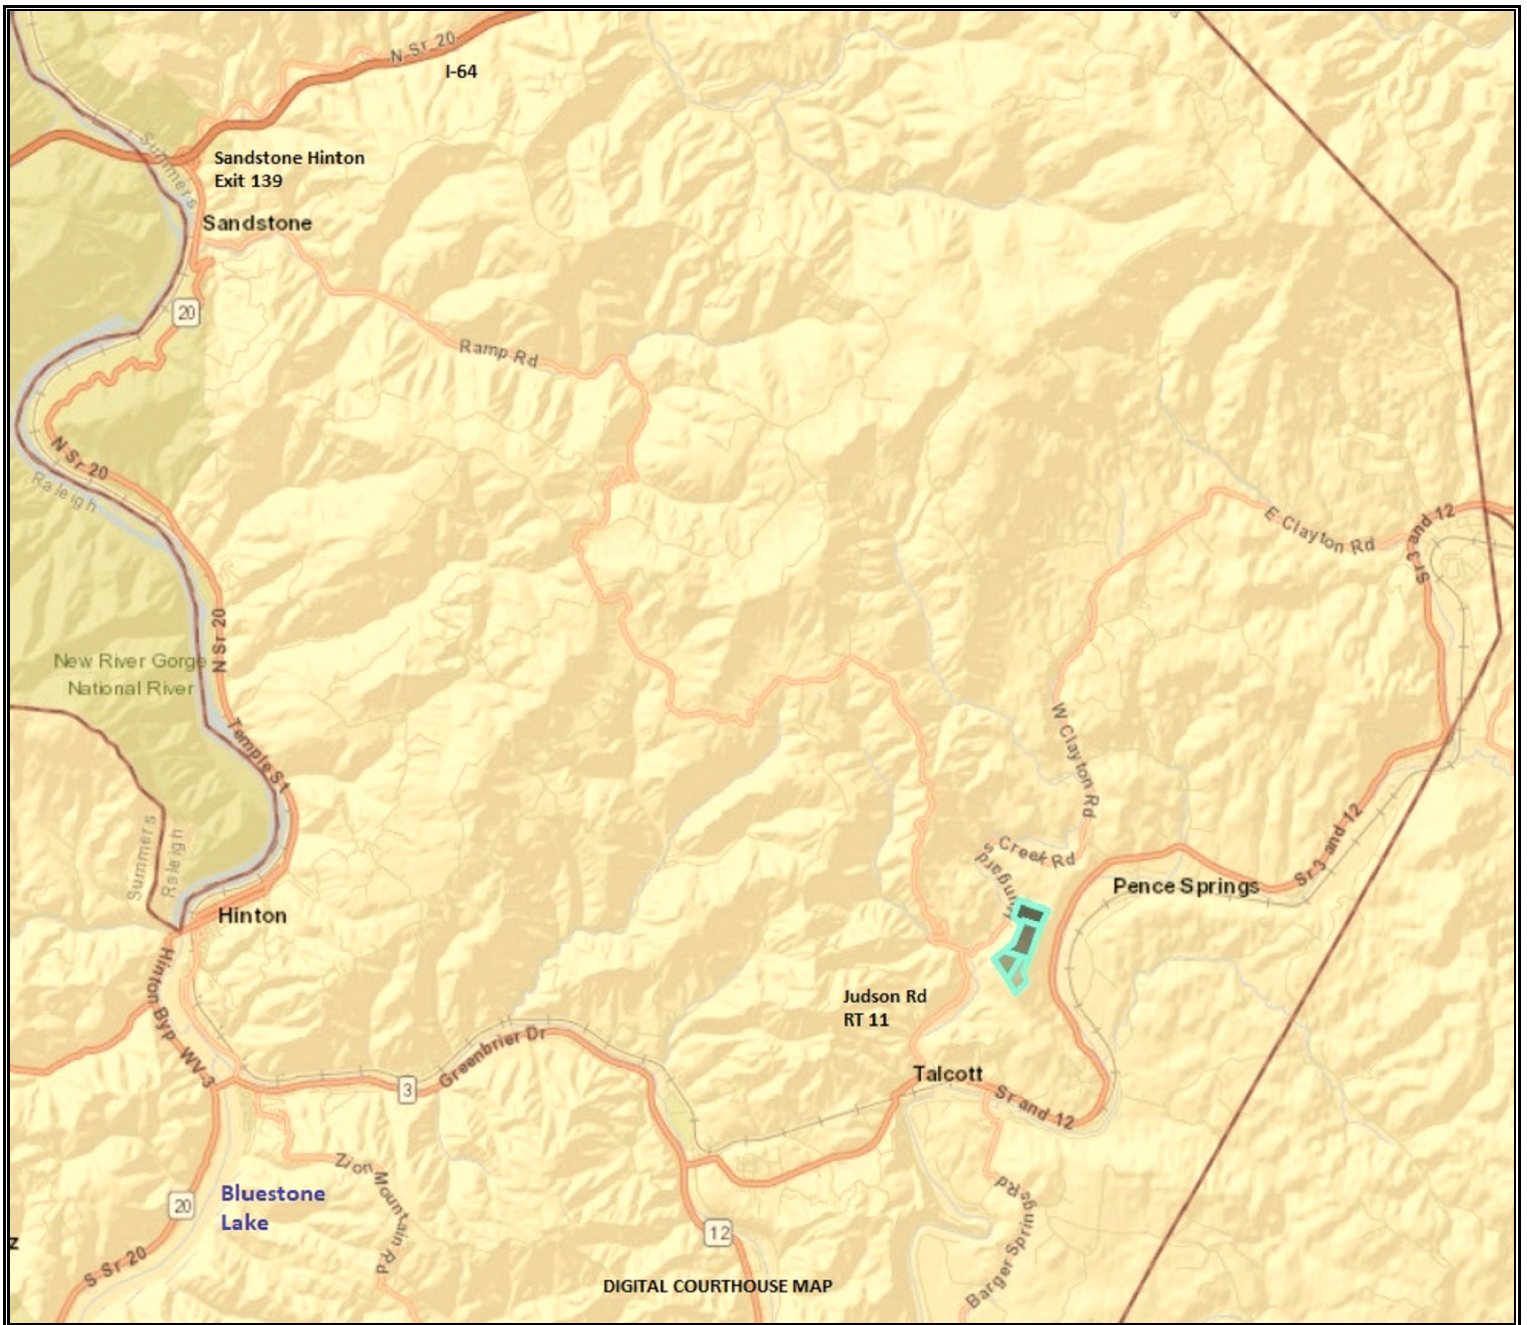 N Sr 20
I-64
Summers
Sandstone Hinton
Exit 139
Sandstone
20
Ramp Rd
N Sr 20
Raleigh
E Clayton Rd
Sr 3 and 12
N Sr 20
New River Gorge
National River
W Clayton Rd
Temple St
Sr 3 and 12
Summers
Raleigh
s Creek Rd
Pence Springs
Hinton
Hinton Byp
Judson Rd
RT 11
WV-3
Greenbrier Dr
3
Talcott
Sr and 12
Zion Mountain Rd
Bluestone
Lake
20
Barger Springs Rd
12
z
S Sr 20
DIGITAL COURTHOUSE MAP